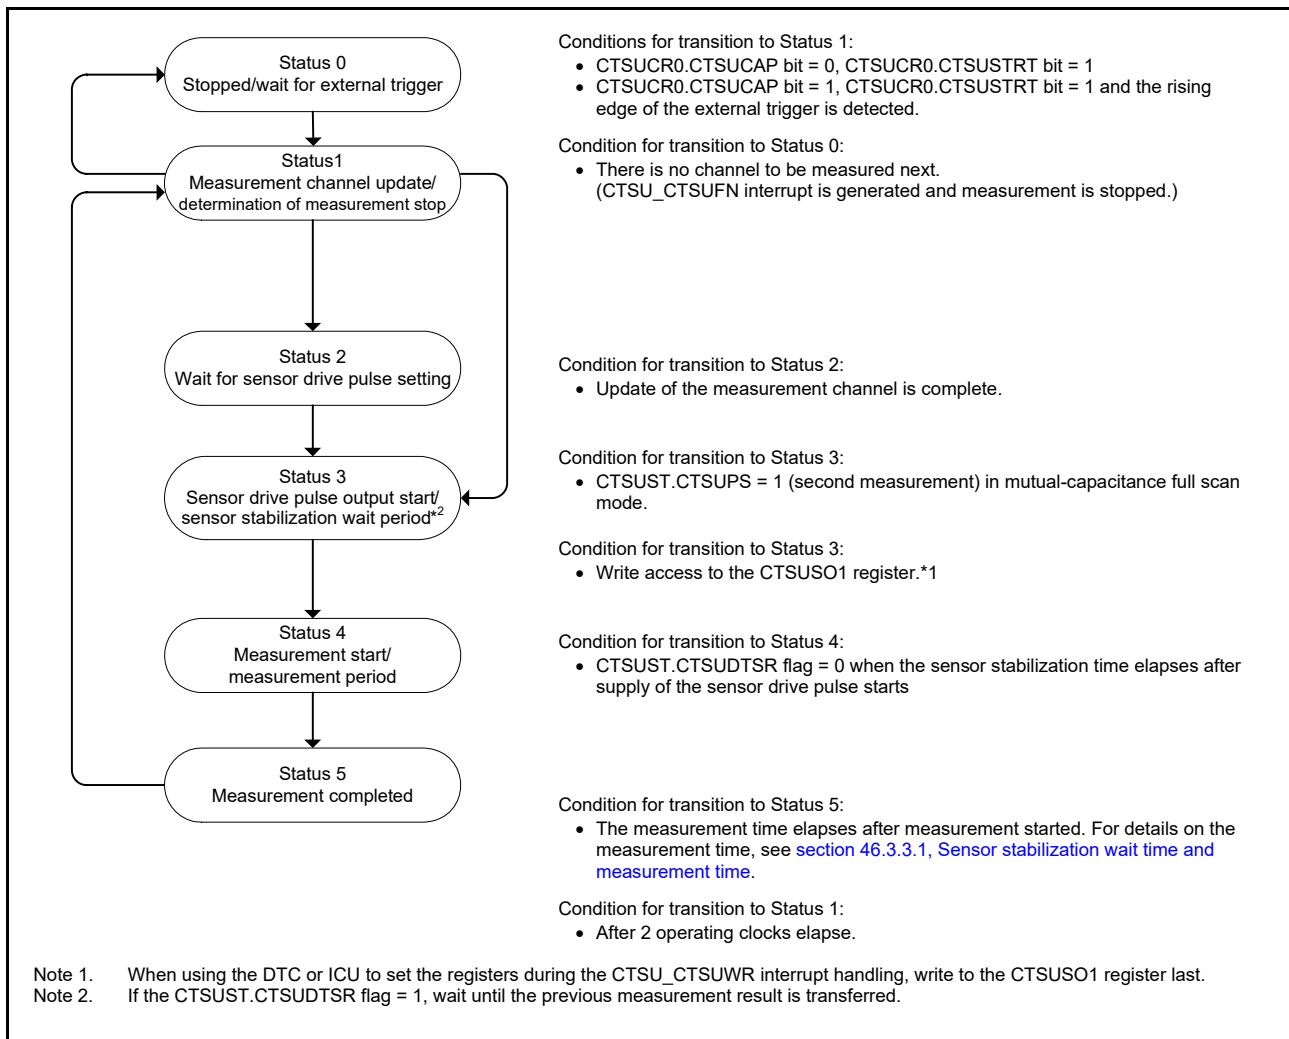 Status 0
Stopped/wait for external trigger
Status1
Measurement channel update/
determination of measurement stop
Status 2
Wait for sensor drive pulse setting
Status 3
Sensor drive pulse output start/
sensor stabilization wait period*2
Status 4
Measurement start/
measurement period
Status 5
Measurement completed
Conditions for transition to Status 1:
• CTSUCR0.CTSUCAP bit = 0, CTSUCR0.CTSUSTRT bit = 1
• CTSUCR0.CTSUCAP bit = 1, CTSUCR0.CTSUSTRT bit = 1 and the rising
edge of the external trigger is detected.
Condition for transition to Status 0:
• There is no channel to be measured next.
(CTSU_CTSUFN interrupt is generated and measurement is stopped.)
Condition for transition to Status 2:
• Update of the measurement channel is complete.
Condition for transition to Status 3:
• CTSUST.CTSUPS = 1 (second measurement) in mutual-capacitance full scan
mode.
Condition for transition to Status 3:
• Write access to the CTSUSO1 register.*1
Condition for transition to Status 4:
• CTSUST.CTSUDTSR flag = 0 when the sensor stabilization time elapses after
supply of the sensor drive pulse starts
Condition for transition to Status 5:
• The measurement time elapses after measurement started. For details on the
measurement time, see section 46.3.3.1, Sensor stabilization wait time and
measurement time.
Condition for transition to Status 1:
• After 2 operating clocks elapse.
Note 1. When using the DTC or ICU to set the registers during the CTSU_CTSUWR interrupt handling, write to the CTSUSO1 register last.
Note 2. If the CTSUST.CTSUDTSR flag = 1, wait until the previous measurement result is transferred.